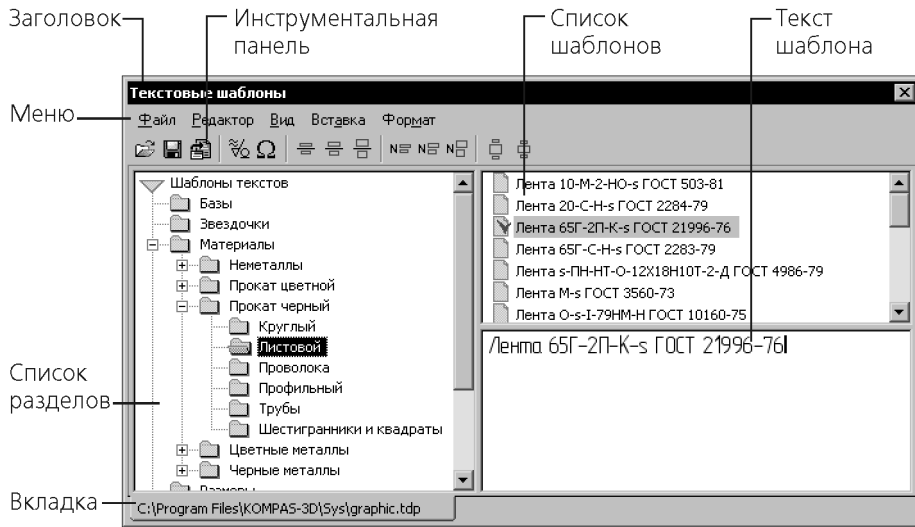 Заголовок
Инструментальная
панель
Список
шаблонов
Текст
шаблона
Меню
Текстовые шаблоны
Файл Редактор Вид Вставка Формат
Шаблоны текстов
Базы
Звездочки
Материалы
Неметаллы
Прокат цветной
Прокат черный
Круглый
Листовой
Проволока
Профильный
Трубы
Шестигранники и квадраты
Цветные металлы
Черные металлы
Размеры
Лента 10-М-2-НО-s ГОСТ 503-81
Лента 20-С-Н-s ГОСТ 2284-79
Лента 65Г-2П-К-s ГОСТ 21996-76
Лента 65Г-С-Н-s ГОСТ 2283-79
Лента s-ПН-НТ-О-12Х18Н10Т-2-Д ГОСТ 4986-79
Лента М-s ГОСТ 3560-73
Лента О-s-I-79НМ-Н ГОСТ 10160-75
Лента 65Г-2П-К-s ГОСТ 21996-76
Список
разделов
Вкладка
C:\Program Files\KOMPAS-3D\Sys\graphic.tdp